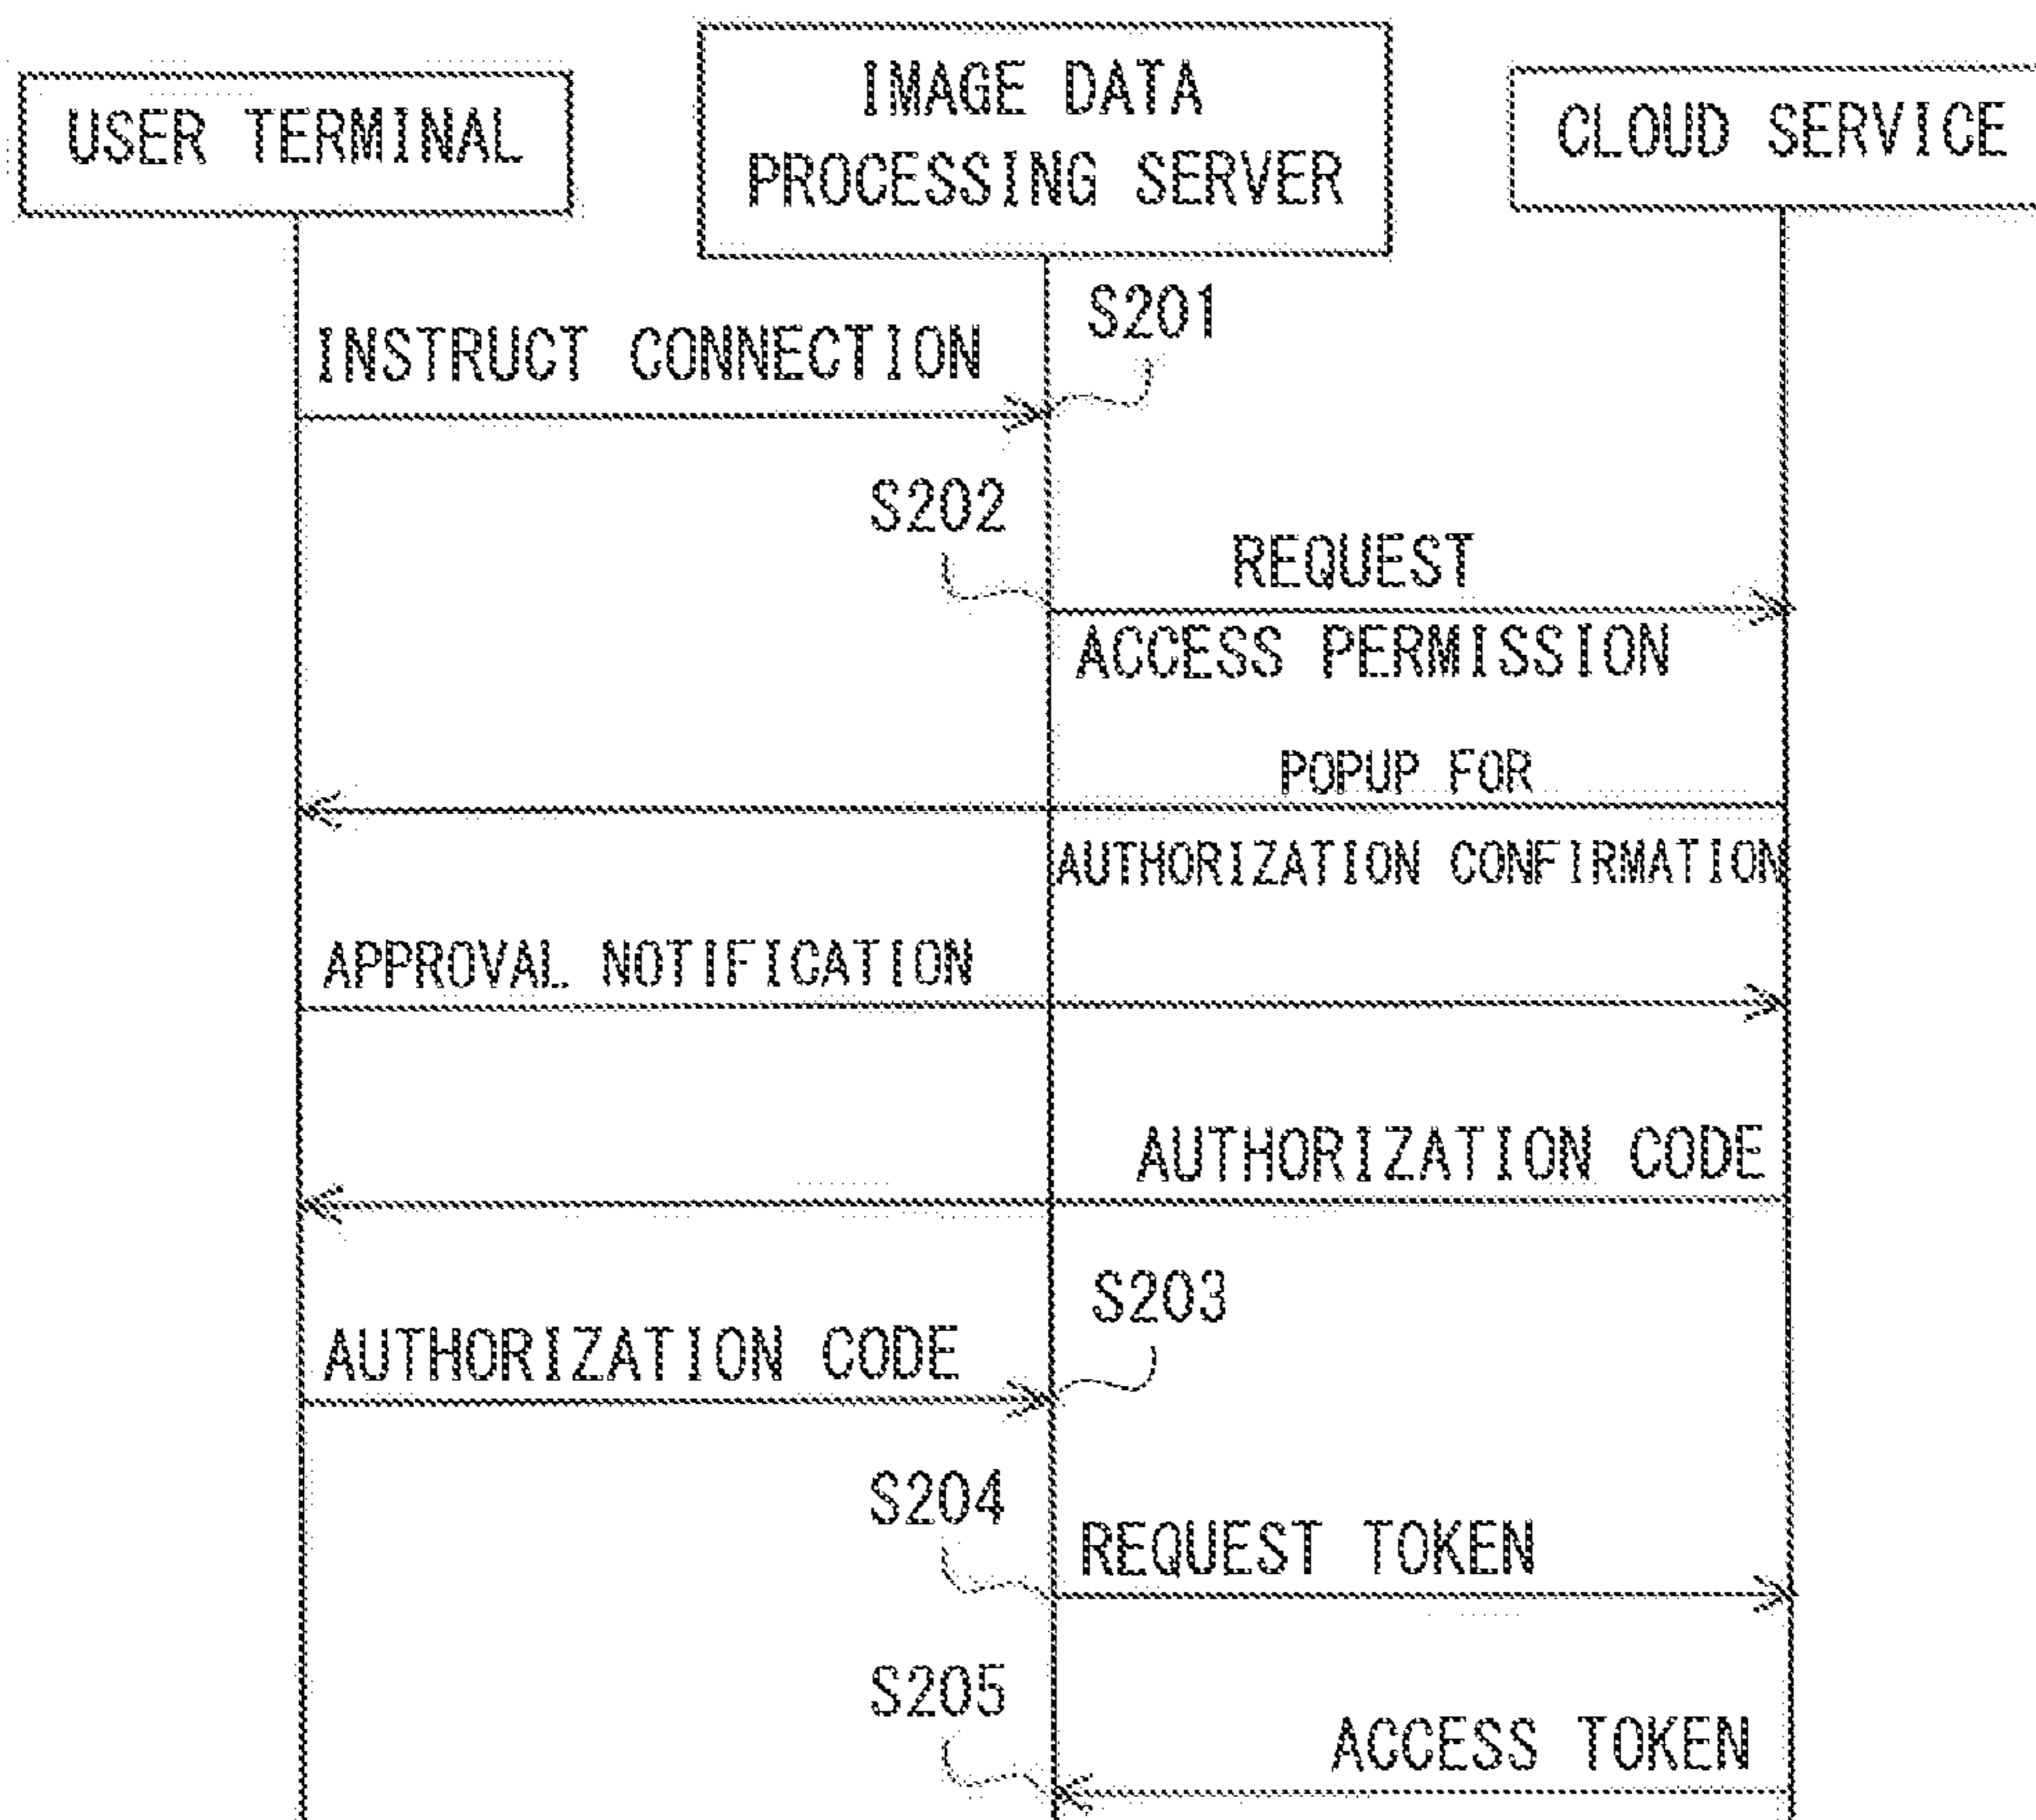 USER TERMINAL
IMAGE DATA
PROCESSING SERVER
CLOUD SERVICE
S201
INSTRUCT CONNECTION
S202
REQUEST
ACCESS PERMISSION
POPUP FOR
AUTHORIZATION CONFIRMATION
APPROVAL NOTIFICATION
AUTHORIZATION CODE
S203
AUTHORIZATION CODE
S204
REQUEST TOKEN
S205
ACCESS TOKEN